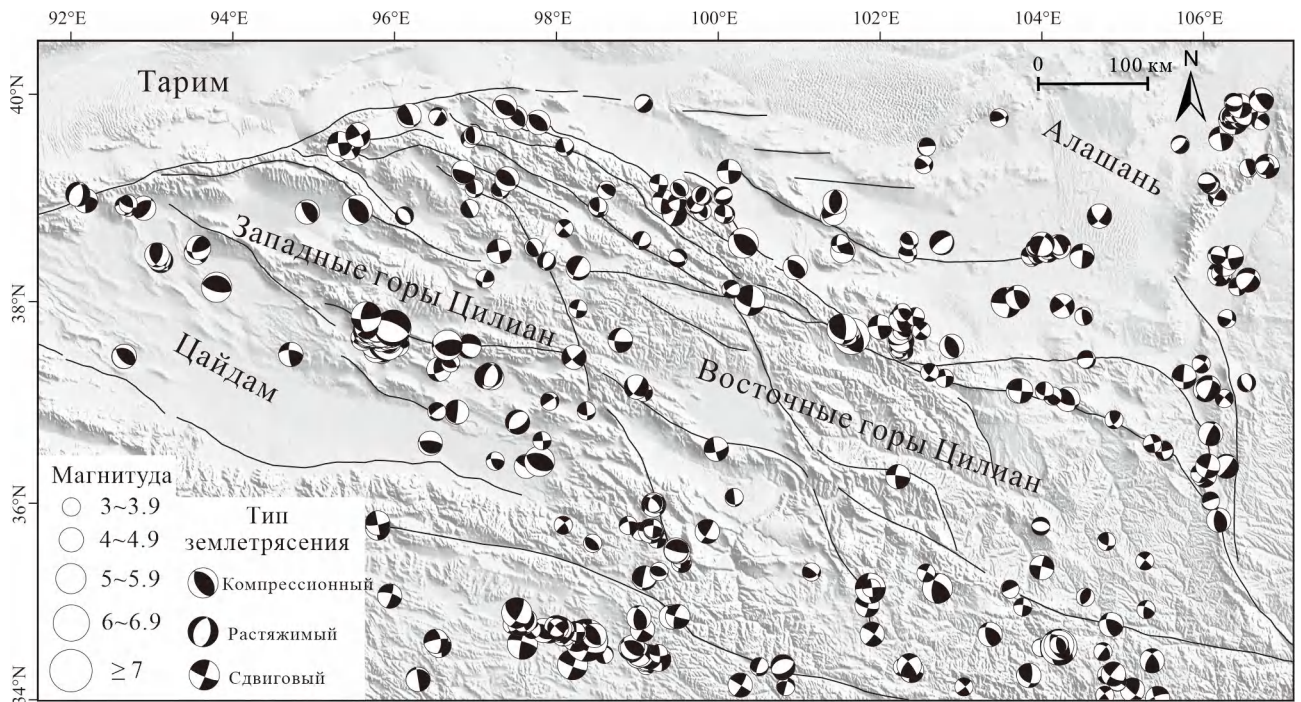 92°E 94°E 96°E 98°E 100°E 102°E 104°E 106°E
40°N
38°N
36°N
34°N
Тарим
0 100 км
N
Алашань
Западные горы Цилиан
Цайдам
Восточные горы Цилиан
Магнитуда
3~3.9
4~4.9
5~5.9
6~6.9
≥ 7
Тип
землетрясения
Компрессионный
Растяжимый
Сдвиговый